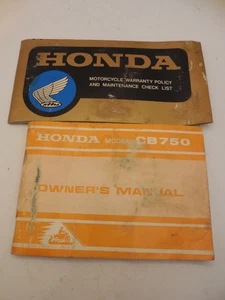 HONDA
MOTORCYCLE WARRANTY POLICY
AND MAINTENANCE CHECK LIST
HONDA MODEL CB750
OWNER'S MANUAL